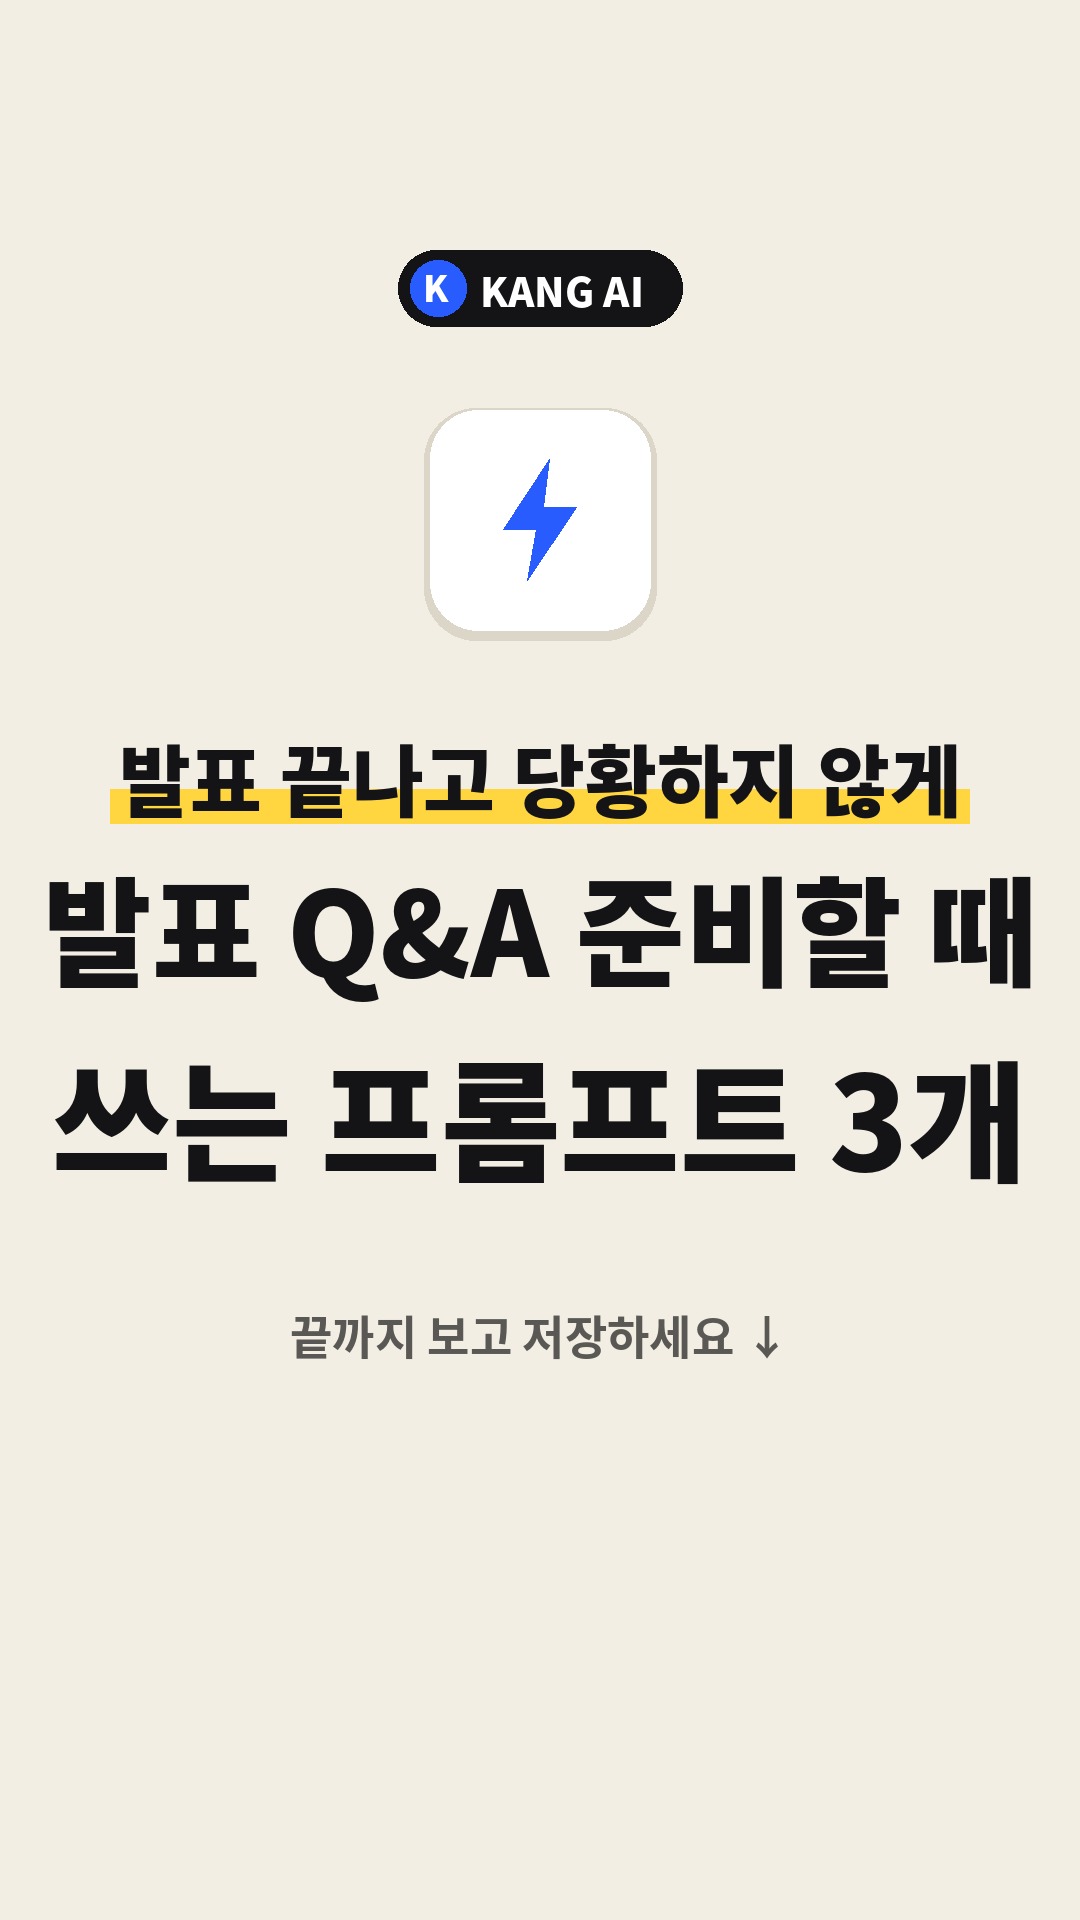 K KANG AI
발표 끝나고 당황하지 않게
발표 Q&A 준비할 때
쓰는 프롬프트 3개
끝까지 보고 저장하세요 ↓